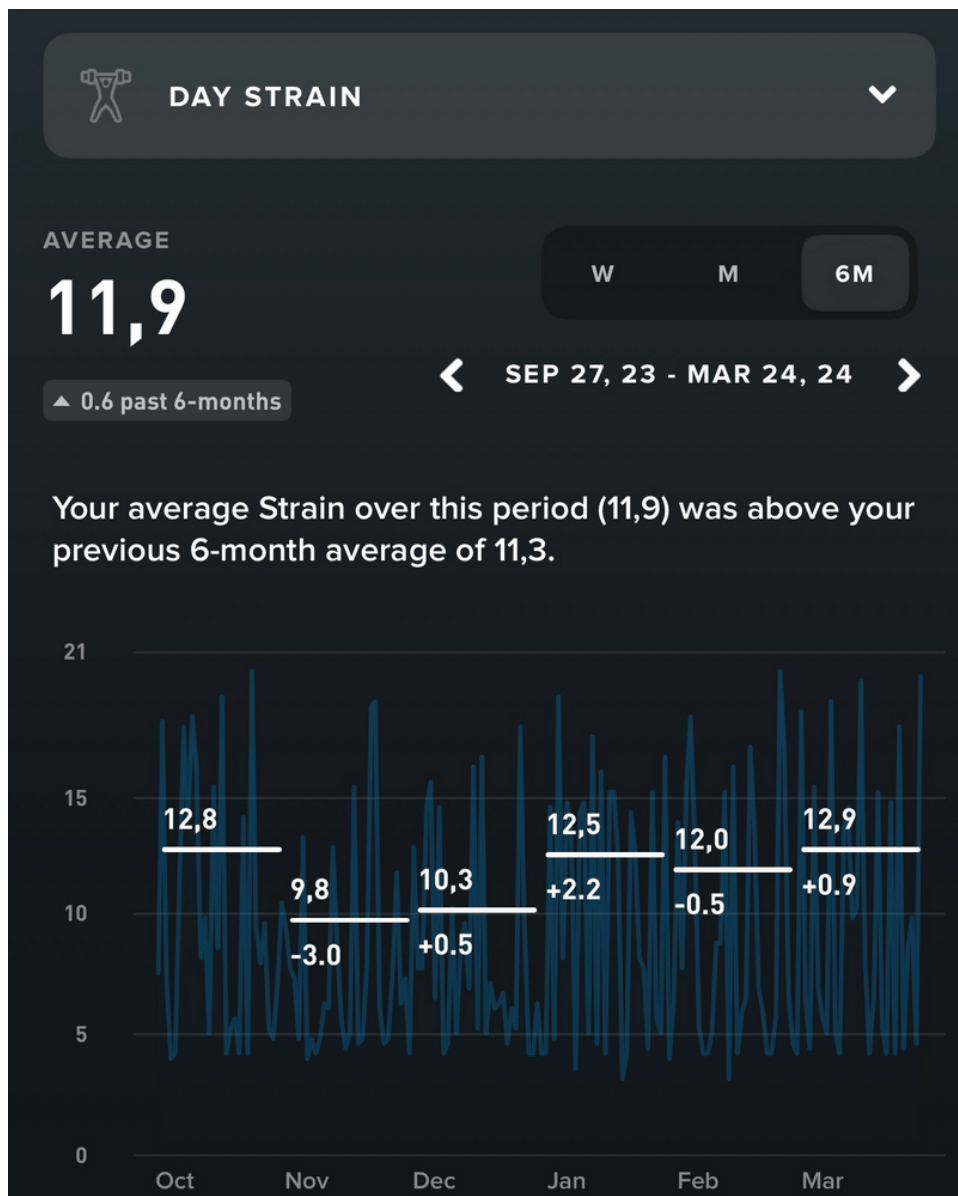 DAY STRAIN
AVERAGE
11,9
W M 6M
SEP 27, 23 - MAR 24, 24
0.6 past 6-months
Your average Strain over this period (11,9) was above your
previous 6-month average of 11,3.
21
15
12,8
12,5
12,0
12,9
9,8
10,3
+2.2
-0.5
+0.9
10
-3.0
+0.5
5
0
Oct Nov Dec Jan Feb Mar